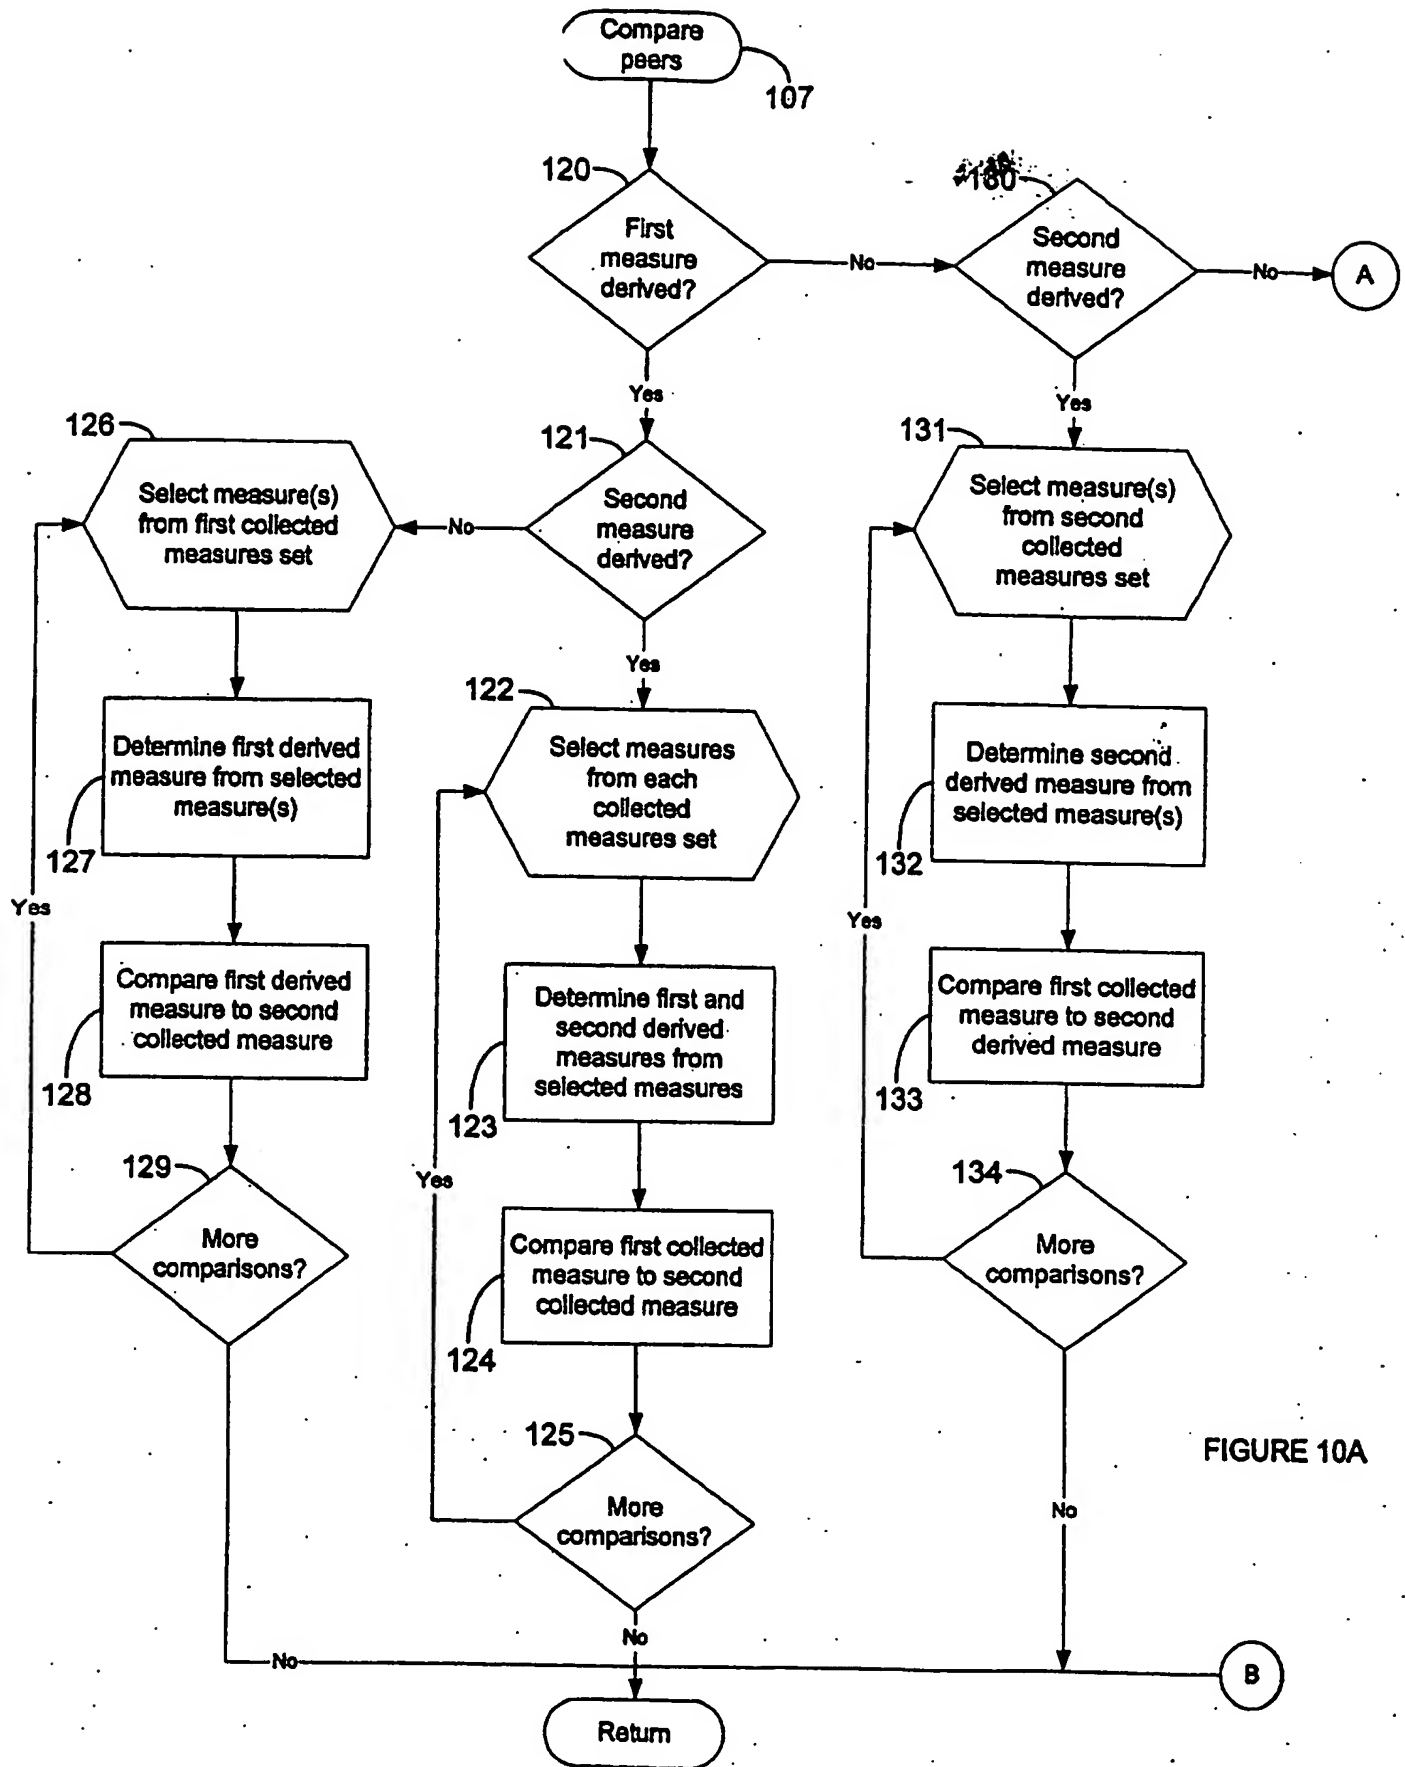 Compare
peers
107
120
First
measure
derived?
No
Second
measure
derived?
No
A
Yes
Yes
126
Select measure(s)
from first collected
measures set
No
121
Second
measure
derived?
131
Select measure(s)
from second
collected
measures set
Yes
122
Select measures
from each
collected
measures set
Determine first derived
measure from selected
measure(s)
127
Determine second
derived measure from
selected measure(s)
132
Yes
Yes
Compare first derived
measure to second
collected measure
128
Determine first and
second derived
measures from
selected measures
123
Compare first collected
measure to second
derived measure
133
129
More
comparisons?
Yes
Compare first collected
measure to second
collected measure
124
134
More
comparisons?
125
More
comparisons?
FIGURE 10A
No
No
No
B
Return